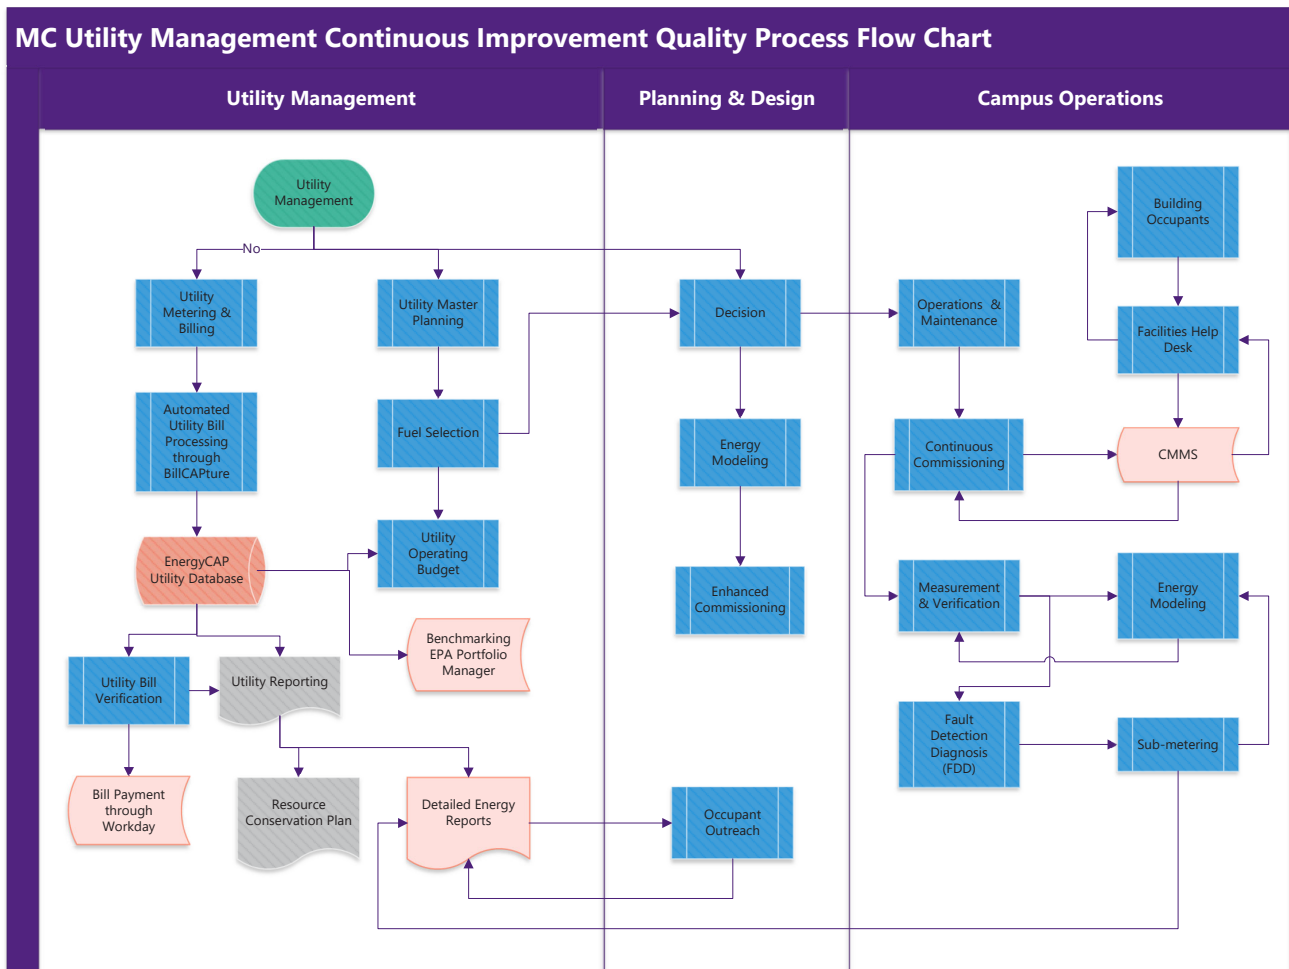 MC Utility Management Continuous Improvement Quality Process Flow Chart
Utility Management
Planning & Design
Campus Operations
Utility
Management
No
Utility
Metering &
Billing
Automated
Utility Bill
Processing
through
BillCAPture
EnergyCAP
Utility Database
Utility Bill
Verification
Bill Payment
through
Workday
Utility Reporting
Resource
Conservation Plan
Utility Master
Planning
Fuel Selection
Utility
Operating
Budget
Benchmarking
EPA Portfolio
Manager
Detailed Energy
Reports
Decision
Energy
Modeling
Enhanced
Commissioning
Occupant
Outreach
Operations &
Maintenance
Continuous
Commissioning
Measurement
& Verification
Fault
Detection
Diagnosis
(FDD)
Building
Occupants
Facilities Help
Desk
CMMS
Energy
Modeling
Sub-metering